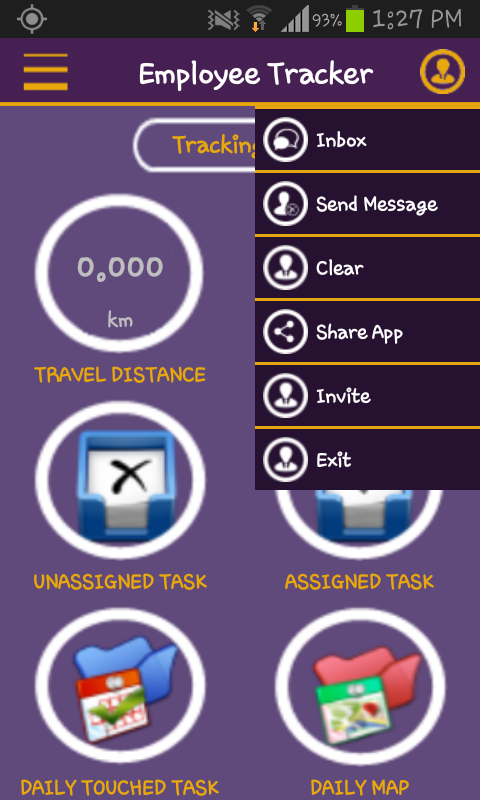 93% 1:27 PM
Employee Tracker
Tracking
Inbox
Send Message
Clear
Share App
Invite
Exit
0.000
km
TRAVEL DISTANCE
UNASSIGNED TASK
ASSIGNED TASK
DAILY TOUCHED TASK
DAILY MAP